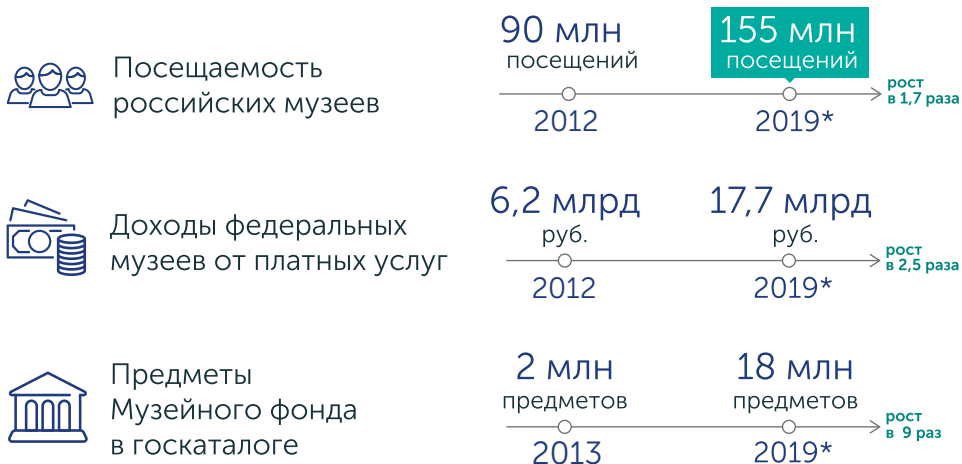 Посещаемость
российских музеев
90 млн
посещений
2012
155 млн
посещений
2019*
рост
в 1,7 раза
Доходы федеральных
музеев от платных услуг
6,2 млрд
руб.
2012
17,7 млрд
руб.
2019*
рост
в 2,5 раза
Предметы
Музейного фонда
в госкаталоге
2 млн
предметов
2013
18 млн
предметов
2019*
рост
в 9 раз